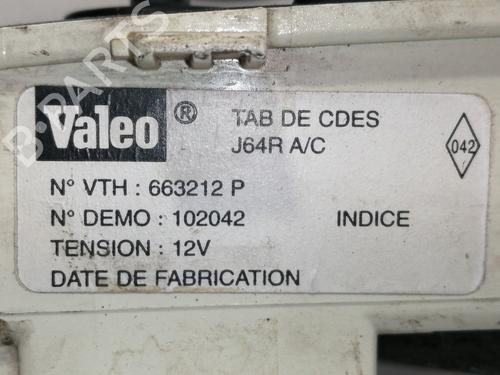 Valeo ®
TAB DE CDES
J64R A/C
042
N° VTH : 663212 P
N° DEMO : 102042 INDICE
TENSION : 12V
DATE DE FABRICATION
B-PARTS